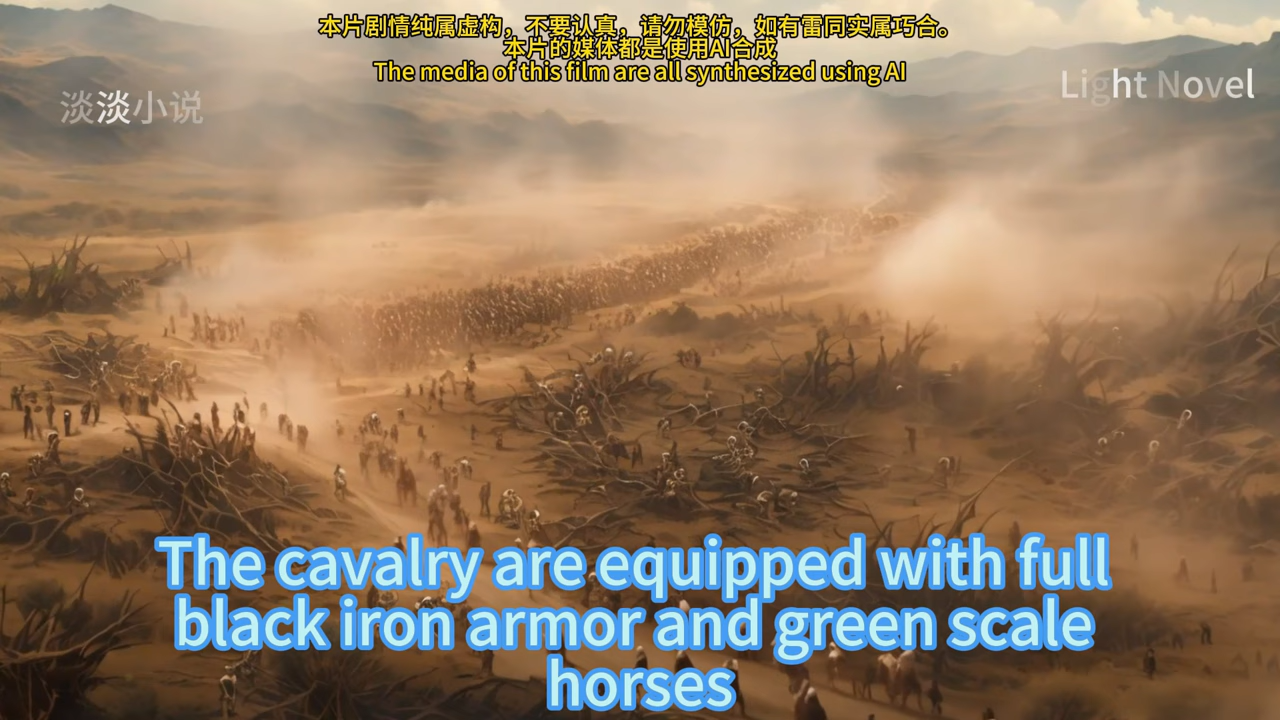 本片剧情纯属虚构，不要认真，请勿模仿，如有雷同实属巧合。
本片的媒体都是使用AI合成
The media of this film are all synthesized using AI
淡淡小说
Light Novel
The cavalry are equipped with full
black iron armor and green scale
horses